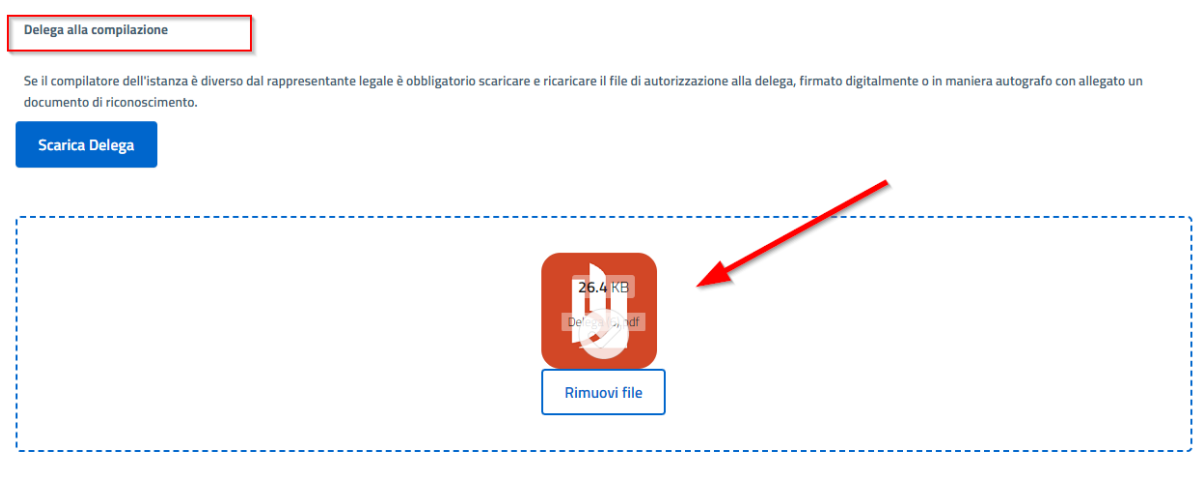 Delega alla compilazione
Se il compilatore dell'istanza è diverso dal rappresentante legale è obbligatorio scaricare e ricaricare il file di autorizzazione alla delega, firmato digitalmente o in maniera autografo con allegato un
documento di riconoscimento.
Scarica Delega
26.4 KB
Rimuovi file